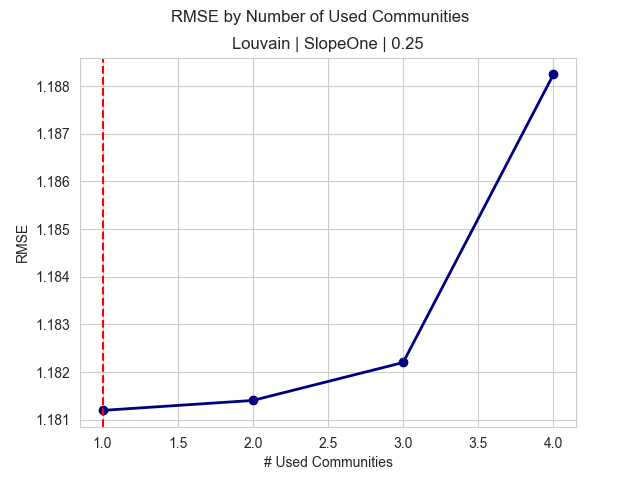 RMSE by Number of Used Communities
Louvain | SlopeOne | 0.25
1.188
1.187
1.186
1.185
1.184
1.183
1.182
1.181
RMSE
1.0 1.5 2.0 2.5 3.0 3.5 4.0
# Used Communities